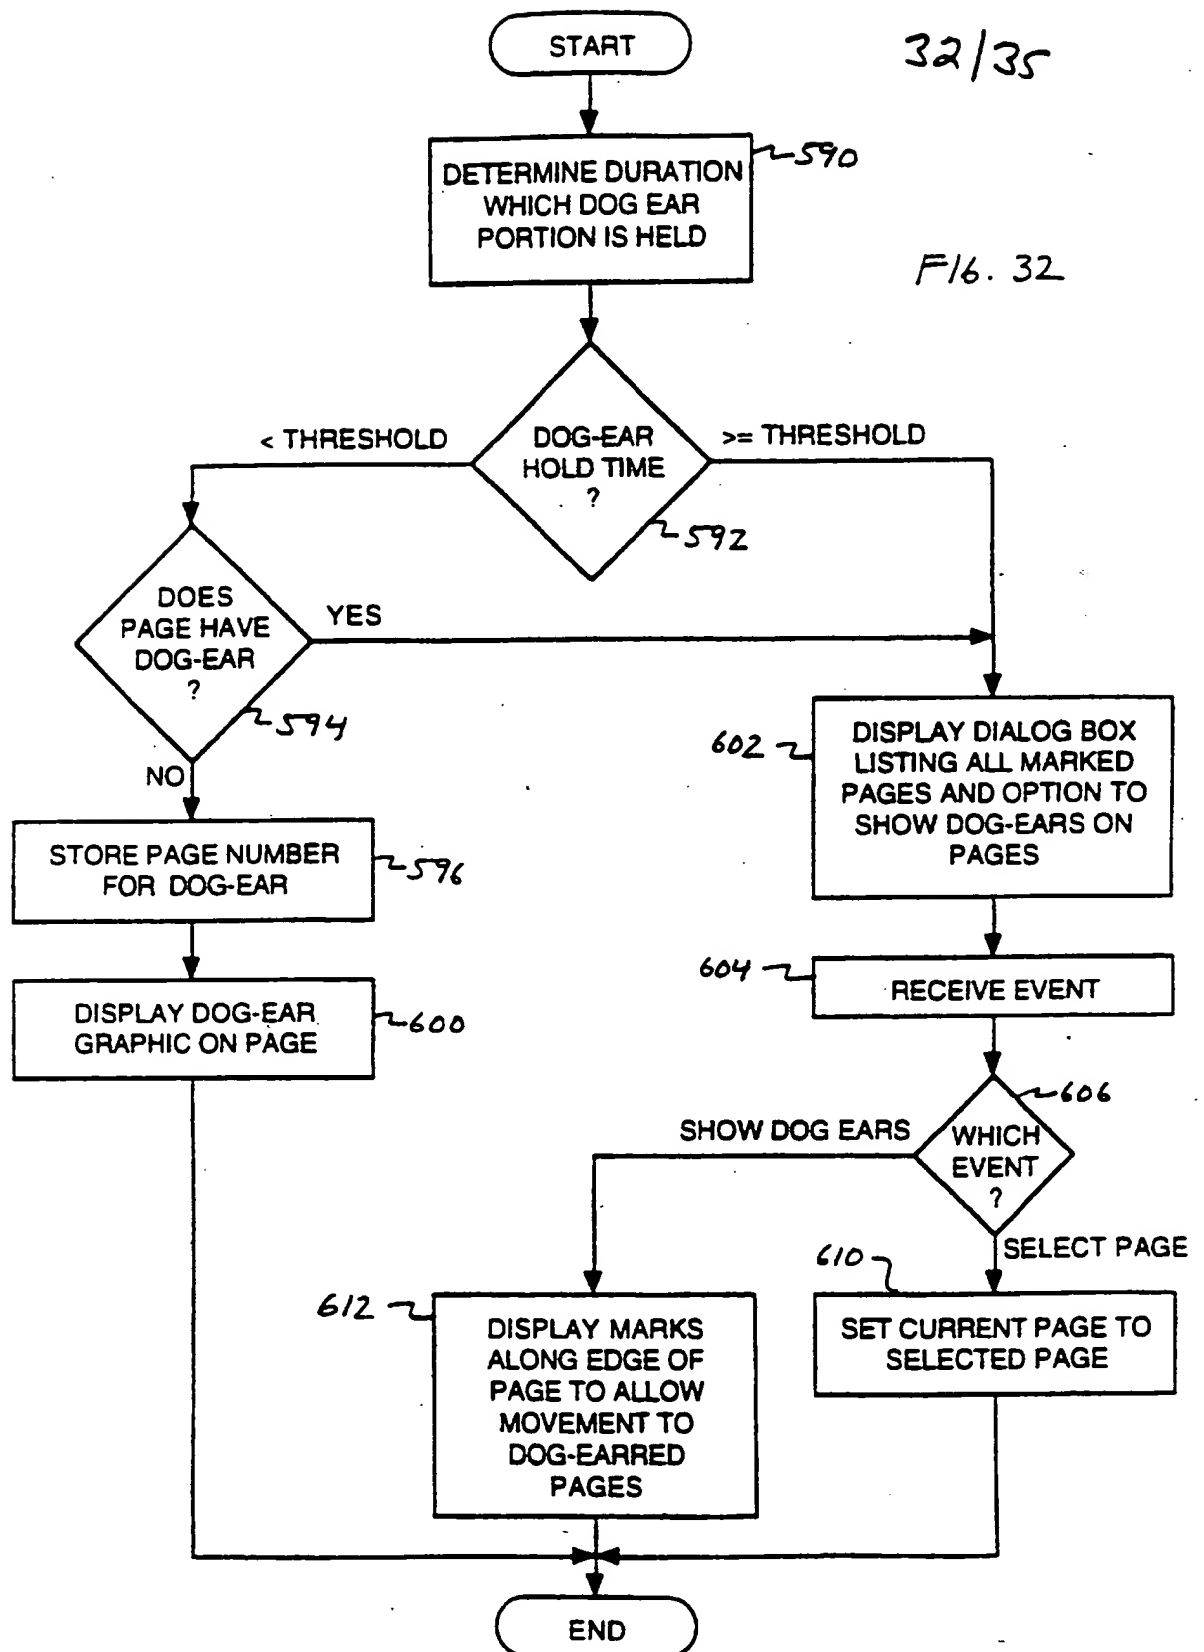 START
32/35
DETERMINE DURATION
WHICH DOG EAR
PORTION IS HELD
590
FIG. 32
< THRESHOLD
DOG-EAR
HOLD TIME
?
>= THRESHOLD
592
DOES
PAGE HAVE
DOG-EAR
?
YES
594
NO
STORE PAGE NUMBER
FOR DOG-EAR
596
DISPLAY DOG-EAR
GRAPHIC ON PAGE
600
602
DISPLAY DIALOG BOX
LISTING ALL MARKED
PAGES AND OPTION TO
SHOW DOG-EARS ON
PAGES
604
RECEIVE EVENT
606
SHOW DOG EARS
WHICH
EVENT
?
SELECT PAGE
610
612
DISPLAY MARKS
ALONG EDGE OF
PAGE TO ALLOW
MOVEMENT TO
DOG-EARRED
PAGES
SET CURRENT PAGE TO
SELECTED PAGE
END